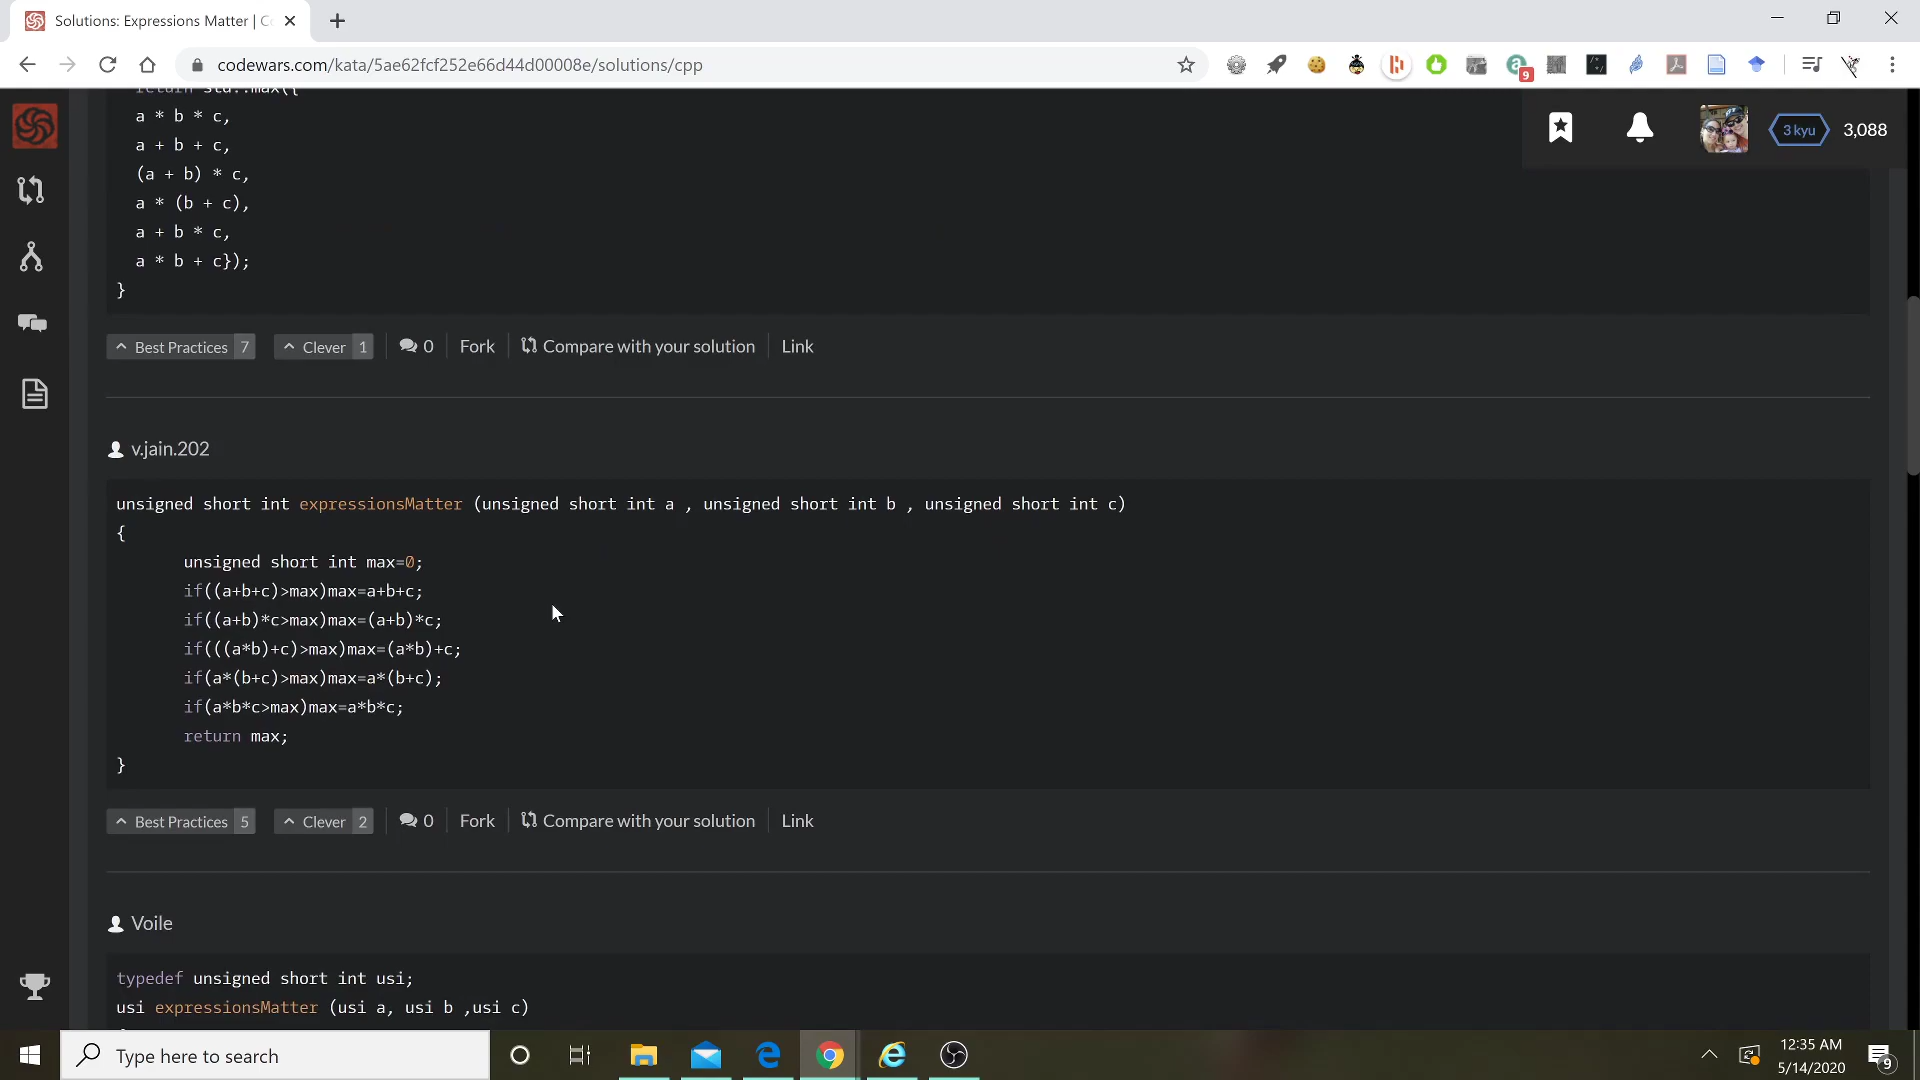 Solutions: Expressions Matter | C
codewars.com/kata/5ae62fcf252e66d44d00008e/solutions/cpp
9
return std::max({
a * b * c,
a + b + c,
(a + b) * c,
a * (b + c),
a + b * c,
a * b + c});
}
3 kyu
3,088
Best Practices 7 Clever 1 0 Fork Compare with your solution Link
v.jain.202
unsigned short int expressionsMatter (unsigned short int a , unsigned short int b , unsigned short int c)
{
unsigned short int max=0;
if((a+b+c)>max)max=a+b+c;
if((a+b)*c>max)max=(a+b)*c;
if(((a*b)+c)>max)max=(a*b)+c;
if(a*(b+c)>max)max=a*(b+c);
if(a*b*c>max)max=a*b*c;
return max;
}
Best Practices 5 Clever 2 0 Fork Compare with your solution Link
Voile
typedef unsigned short int usi;
usi expressionsMatter (usi a, usi b ,usi c)
Type here to search
12:35 AM
5/14/2020
9